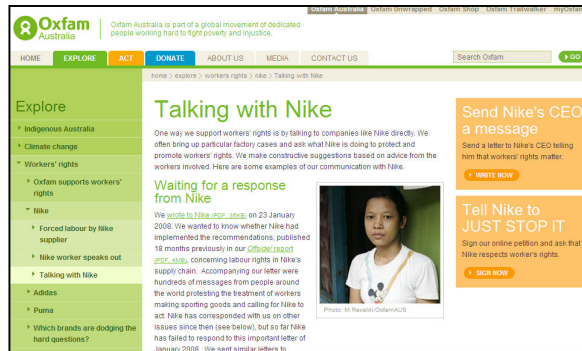 Oxfam Australia Oxfam Unwrapped Oxfam Shop Oxfam Trailwalker myOxfam
Oxfam
Australia
Oxfam Australia is part of a global movement of dedicated
people working hard to fight poverty and injustice.
HOME EXPLORE ACT DONATE ABOUT US MEDIA CONTACT US
Search Oxfam GO
home > explore > workers rights > nike > Talking with Nike
Explore
Indigenous Australia
Climate change
Workers' rights
Oxfam supports workers'
rights
Nike
Forced labour by Nike
supplier
Nike worker speaks out
Talking with Nike
Adidas
Puma
Which brands are dodging the
hard questions?
Talking with Nike
One way we support workers' rights is by talking to companies like Nike directly. We
often bring up particular factory cases and ask what Nike is doing to protect and
promote workers' rights. We make constructive suggestions based on advice from the
workers involved. Here are some examples of our communication with Nike.
Waiting for a response
from Nike
We wrote to Nike (PDF, 35KB) on 23 January
2008. We wanted to know whether Nike had
implemented the recommendations, published
18 months previously in our Offside! report
(PDF, 4MB), concerning labour rights in Nike's
supply chain. Accompanying our letter were
hundreds of messages from people around
the world protesting the treatment of workers
making sporting goods and calling for Nike to
act. Nike has corresponded with us on other
issues since then (see below), but so far Nike
has failed to respond to this important letter of
January 2008. We sent similar letters to
Photo: M.Revaldi/OxfamAUS
Send Nike's CEO
a message
Send a letter to Nike's CEO telling
him that workers' rights matter.
WRITE NOW
Tell Nike to
JUST STOP IT
Sign our online petition and ask that
Nike respects worker's rights.
SIGN NOW